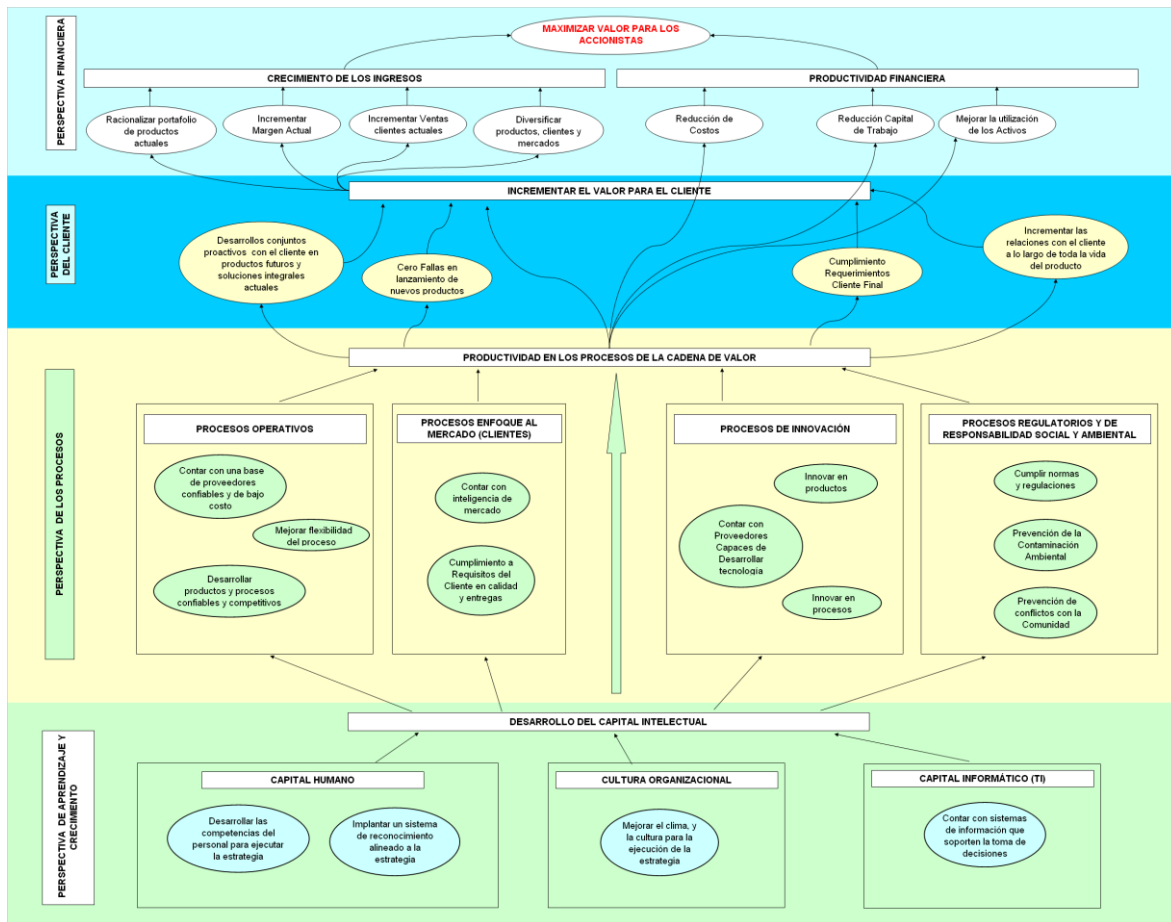 PERSPECTIVA FINANCIERA
MAXIMIZAR VALOR PARA LOS
ACCIONISTAS
CRECIMIENTO DE LOS INGRESOS
PRODUCTIVIDAD FINANCIERA
Racionalizar portafolio
de productos
actuales
Incrementar
Margen Actual
Incrementar Ventas
clientes actuales
Diversificar
productos, clientes y
mercados
Reducción de
Costos
Reducción Capital
de Trabajo
Mejorar la utilización
de los Activos
PERSPECTIVA
DEL CLIENTE
INCREMENTAR EL VALOR PARA EL CLIENTE
Desarrollos conjuntos
proactivos con el cliente en
productos futuros y
soluciones integrales
actuales
Cero Fallas en
lanzamiento de
nuevos productos
Cumplimiento
Requerimientos
Cliente Final
Incrementar las
relaciones con el cliente
a lo largo de toda la vida
del producto
PERSPECTIVA DE LOS PROCESOS
PRODUCTIVIDAD EN LOS PROCESOS DE LA CADENA DE VALOR
PROCESOS OPERATIVOS
Contar con una base
de proveedores
confiables y de bajo
costo
Mejorar flexibilidad
del proceso
Desarrollar
productos y procesos
confiables y competitivos
PROCESOS ENFOQUE AL
MERCADO (CLIENTES)
Contar con
inteligencia de
mercado
Cumplimiento a
Requisitos del
Cliente en calidad
y entregas
PROCESOS DE INNOVACIÓN
Innovar en
productos
Contar con
Proveedores
Capaces de
Desarrollar
tecnología
Innovar en
procesos
PROCESOS REGULATORIOS Y DE
RESPONSABILIDAD SOCIAL Y AMBIENTAL
Cumplir normas
y regulaciones
Prevención de la
Contaminación
Ambiental
Prevención de
conflictos con la
Comunidad
PERSPECTIVA DE APRENDIZAJE Y
CRECIMIENTO
DESARROLLO DEL CAPITAL INTELECTUAL
CAPITAL HUMANO
Desarrollar las
competencias del
personal para ejecutar
la estrategia
Implantar un sistema
de reconocimiento
alineado a la
estrategia
CULTURA ORGANIZACIONAL
Mejorar el clima, y
la cultura para la
ejecución de la
estrategia
CAPITAL INFORMÁTICO (TI)
Contar con sistemas
de información que
soporten la toma de
decisiones